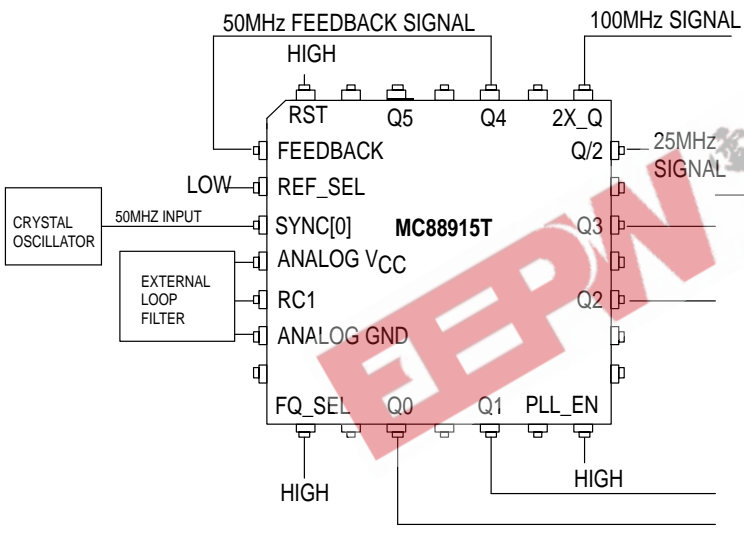 50MHz FEEDBACK SIGNAL
100MHz SIGNAL
HIGH
RST
Q5
Q4
2X_Q
FEEDBACK
Q/2
25MHz
SIGNAL
LOW
REF_SEL
CRYSTAL
OSCILLATOR
50MHZ INPUT
SYNC[0]
MC88915T
Q3
ANALOG VCC
EXTERNAL
LOOP
FILTER
RC1
Q2
ANALOG GND
FQ_SEL
Q0
Q1
PLL_EN
HIGH
HIGH
EEPW